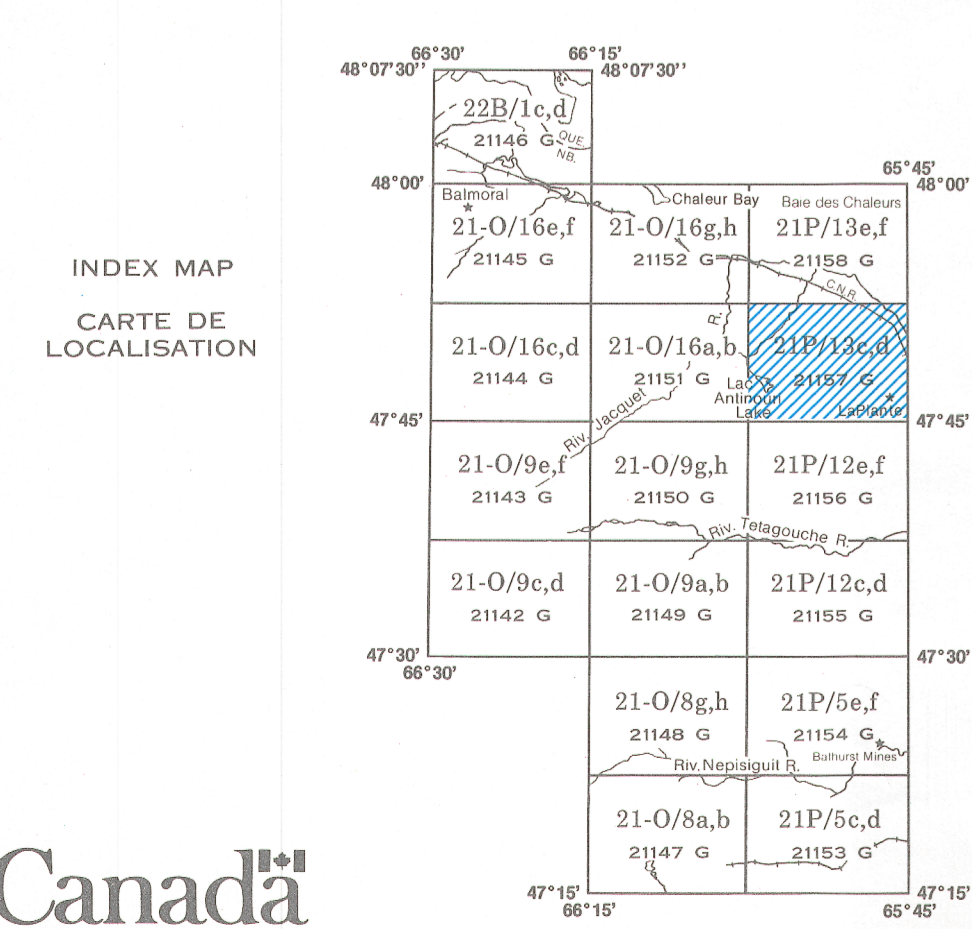 66°30' 66°15'
48°07'30'' 48°07'30''
22B/1c,d
21146 G
QUE.
NB.
65°45'
48°00' 48°00'
Balmoral
Chaleur Bay
Baie des Chaleurs
21-O/16e,f 21-O/16g,h 21P/13e,f
21145 G 21152 G 21158 G
C.N.R.
INDEX MAP
CARTE DE
LOCALISATION
R.
21-O/16c,d 21-O/16a,b 21P/13c,d
21144 G 21151 G 21157 G
Lac
Antinouri
Lake
LaPlante
Riv. Jacquet
47°45' 47°45'
21-O/9e,f 21-O/9g,h 21P/12e,f
21143 G 21150 G 21156 G
Riv. Tetagouche R.
21-O/9c,d 21-O/9a,b 21P/12c,d
21142 G 21149 G 21155 G
47°30' 47°30'
66°30'
21-O/8g,h 21P/5e,f
21148 G 21154 G
Balhurst Mines
Riv. Nepisiguit R.
21-O/8a,b 21P/5c,d
21147 G 21153 G
Canada
47°15' 47°15'
66°15' 65°45'